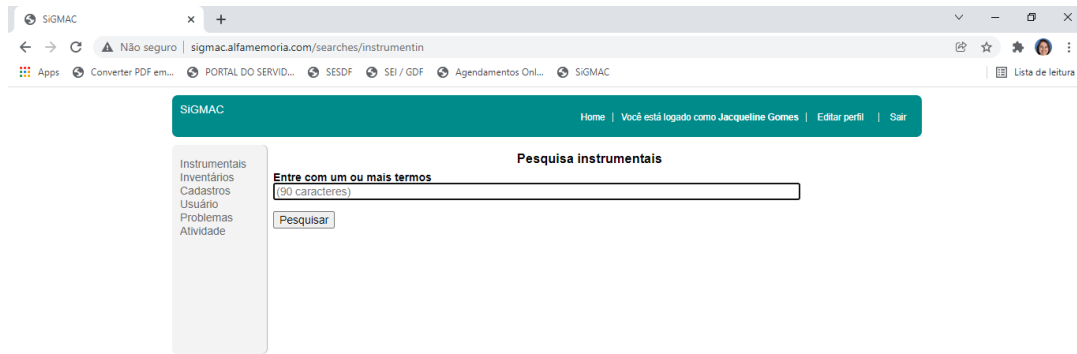 SiGMAC
Não seguro | sigmac.alfamemoria.com/searches/instrumentin
Apps Converter PDF em... PORTAL DO SERVID... SESDF SEI / GDF Agendamentos Onl... SiGMAC Lista de leitura
SiGMAC
Home | Você está logado como Jacqueline Gomes | Editar perfil | Sair
Instrumentais
Inventários
Cadastros
Usuário
Problemas
Atividade
Pesquisa instrumentais
Entre com um ou mais termos
(90 caracteres)
Pesquisar